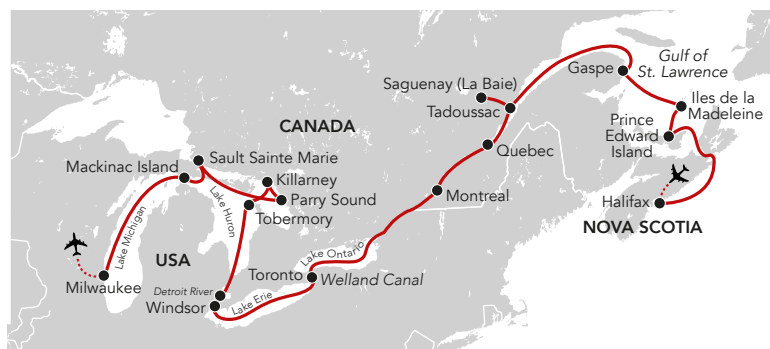 Gulf of
St. Lawrence
Gaspe
Saguenay (La Baie)
Tadoussac
Iles de la
Madeleine
Prince
Edward
Island
CANADA
Quebec
Sault Sainte Marie
Mackinac Island
Killarney
Parry Sound
Tobermory
Montreal
Halifax
NOVA SCOTIA
Lake Michigan
Lake Huron
USA
Lake Ontario
Toronto
Welland Canal
Milwaukee
Detroit River
Windsor
Lake Erie